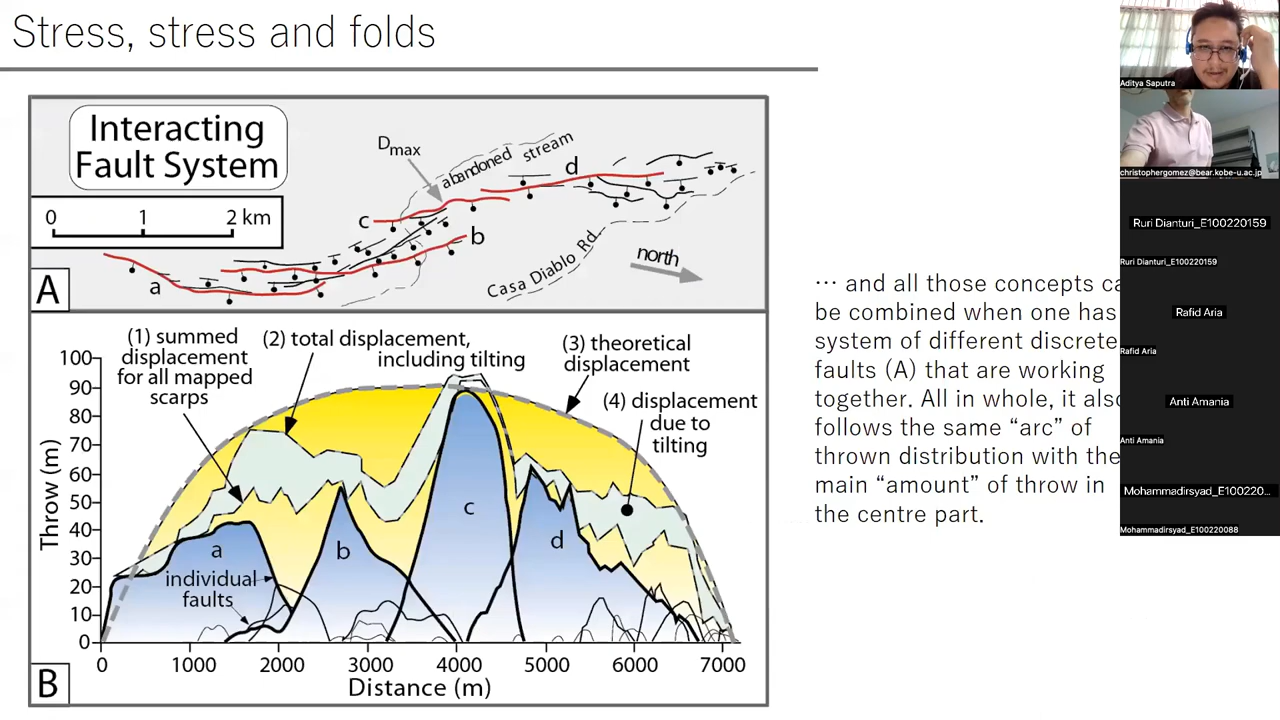 Stress, stress and folds
Interacting
Fault System
0 1 2 km
Dmax
abandoned stream
a
b
c
d
Casa Diablo Rd.
north
A
(1) summed
displacement
for all mapped
scarps
(2) total displacement,
including tilting
(3) theoretical
displacement
(4) displacement
due to
tilting
Throw (m)
100
90
80
70
60
50
40
30
20
10
0
a
b
c
d
individual
faults
0 1000 2000 3000 4000 5000 6000 7000
Distance (m)
B
… and all those concepts ca
be combined when one has
system of different discrete
faults (A) that are working
together. All in whole, it also
follows the same “arc” of
thrown distribution with the
main “amount” of throw in
the centre part.
Aditya Saputra
christophergomez@bear.kobe-u.ac.jp
Ruri Dianturi_E100220159
Ruri Dianturi_E100220159
Rafid Aria
Rafid Aria
Anti Amania
Anti Amania
Mohammadirsyad_E100220...
Mohammadirsyad_E100220088